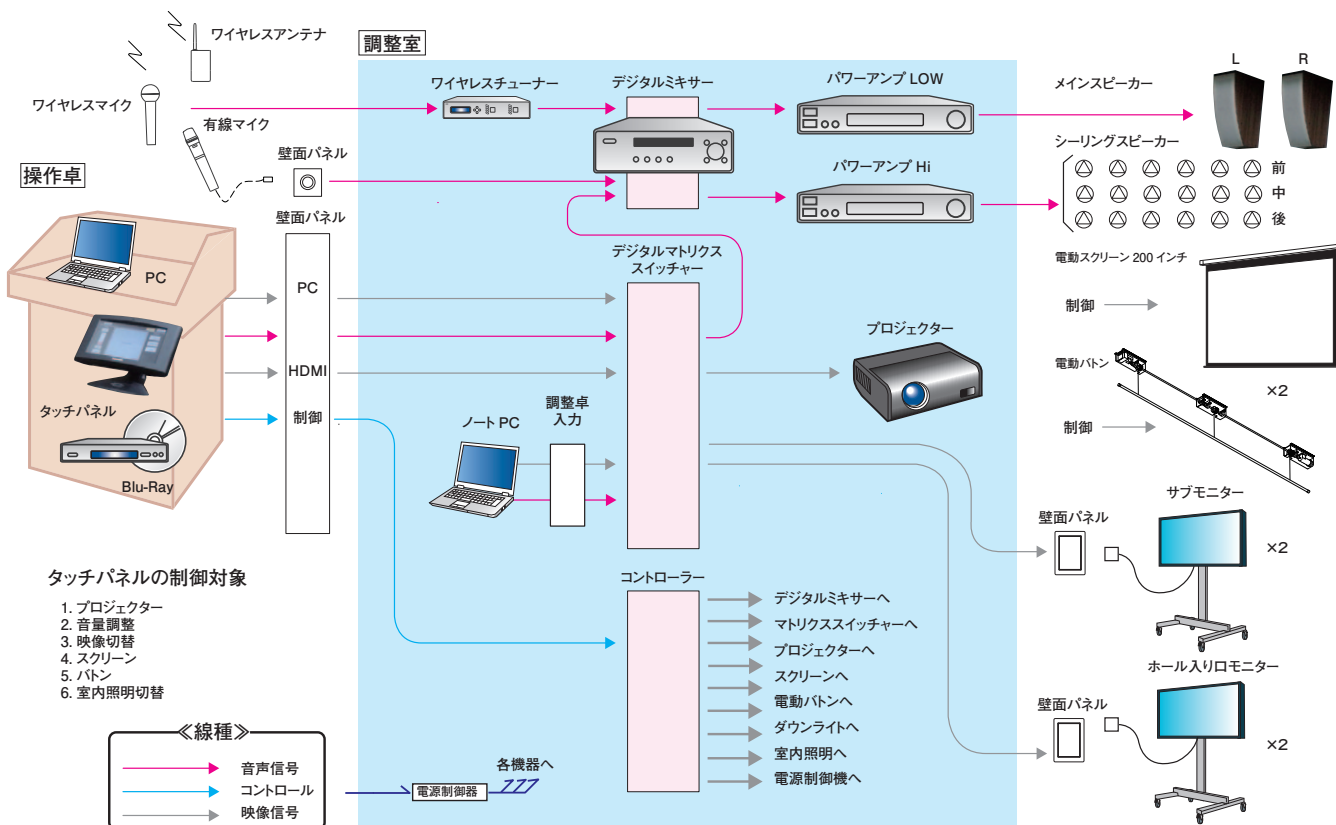 ワイヤレスアンテナ
ワイヤレスマイク
有線マイク
壁面パネル
操作卓
壁面パネル
PC
PC
HDMI
制御
タッチパネル
Blu-Ray
調整室
ワイヤレスチューナー
デジタルミキサー
パワーアンプ LOW
パワーアンプ Hi
デジタルマトリクス
スイッチャー
プロジェクター
ノート PC
調整卓
入力
コントローラー
デジタルミキサーへ
マトリクススイッチャーへ
プロジェクターへ
スクリーンへ
電動バトンへ
ダウンライトへ
室内照明へ
電源制御機へ
メインスピーカー
L
R
シーリングスピーカー
前
中
後
電動スクリーン 200 インチ
制御
×2
電動バトン
制御
サブモニター
壁面パネル
×2
ホール入り口モニター
壁面パネル
×2
タッチパネルの制御対象
1. プロジェクター
2. 音量調整
3. 映像切替
4. スクリーン
5. バトン
6. 室内照明切替
≪線種≫
音声信号
コントロール
映像信号
電源制御器
各機器へ